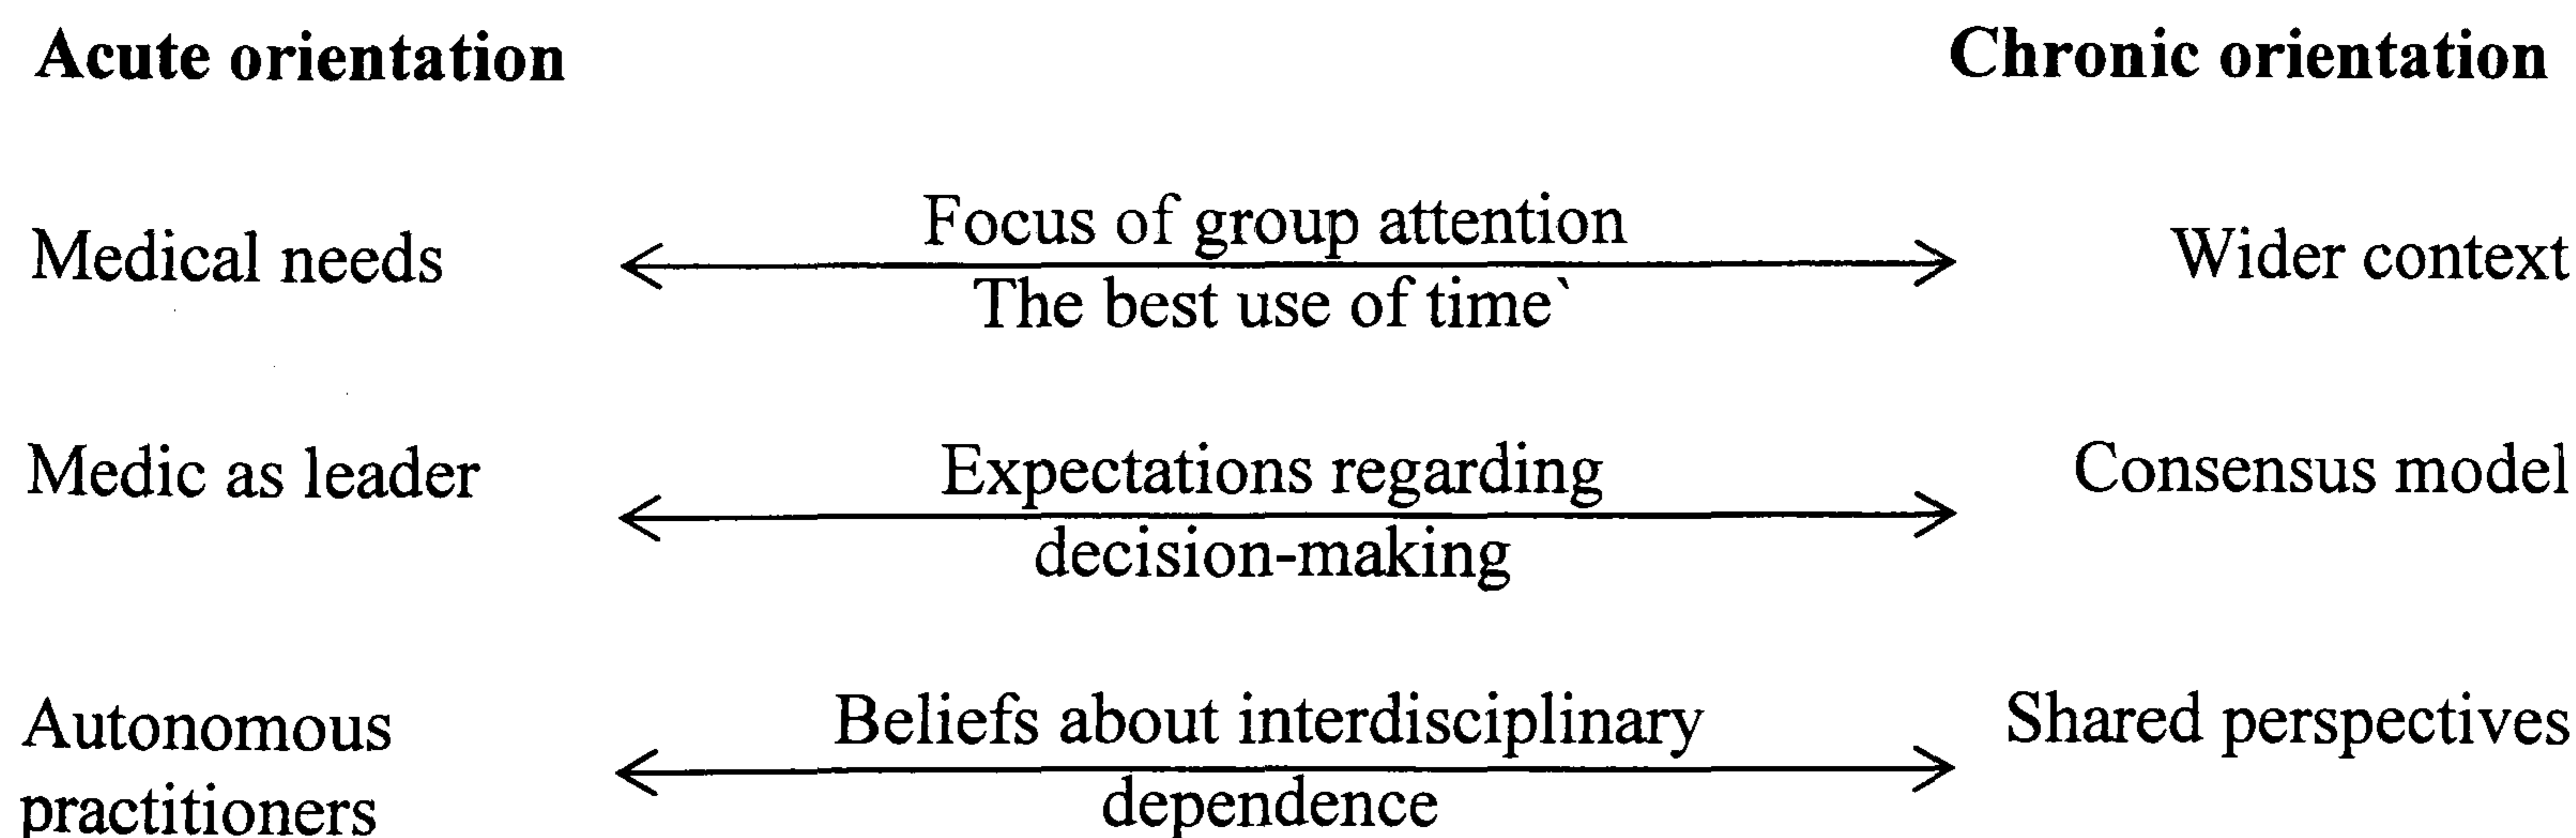 Acute orientation
Chronic orientation
Medical needs
Focus of group attention
The best use of time`
Wider context
Medic as leader
Expectations regarding
decision-making
Consensus model
Autonomous
practitioners
Beliefs about interdisciplinary
dependence
Shared perspectives